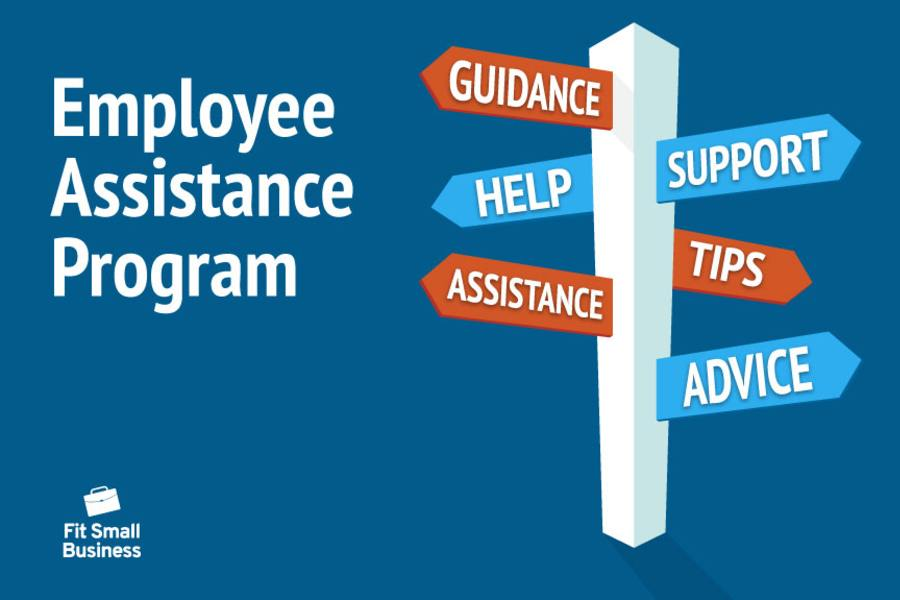 Employee
Assistance
Program
GUIDANCE
SUPPORT
HELP
TIPS
ASSISTANCE
ADVICE
Fit Small
Business